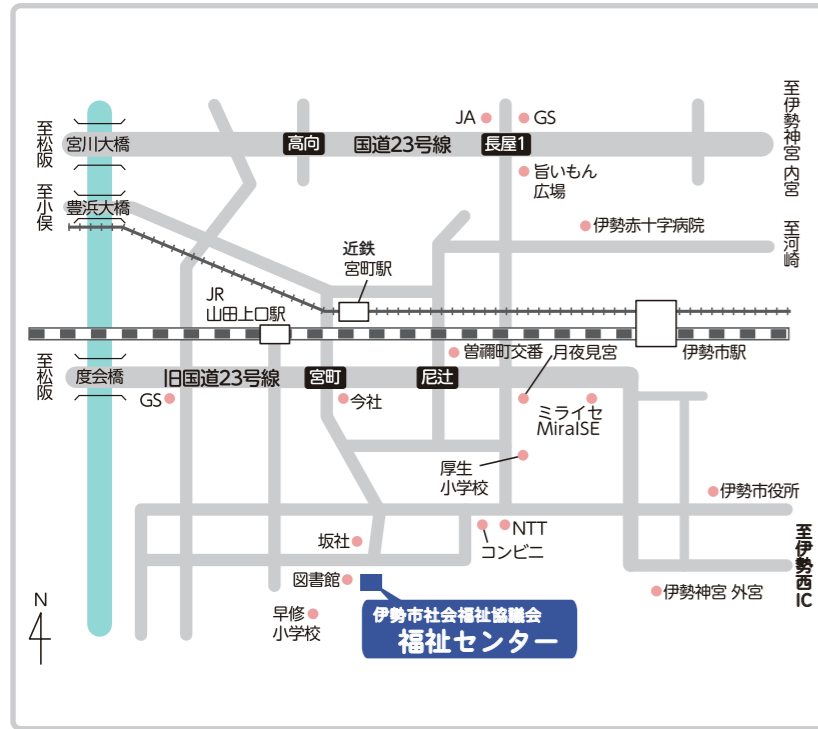 至伊勢神宮 内宮
JA
GS
至松阪
宮川大橋
高向
国道23号線
長屋1
旨いもん
広場
至小俣
豊浜大橋
伊勢赤十字病院
至河崎
近鉄
宮町駅
JR
山田上口駅
伊勢市駅
曽禰町交番
月夜見宮
至松阪
度会橋
旧国道23号線
宮町
尼辻
GS
今社
ミライセ
MiraISE
厚生
小学校
伊勢市役所
NTT
コンビニ
坂社
至伊勢西IC
図書館
伊勢神宮 外宮
N
早修
小学校
伊勢市社会福祉協議会
福祉センター